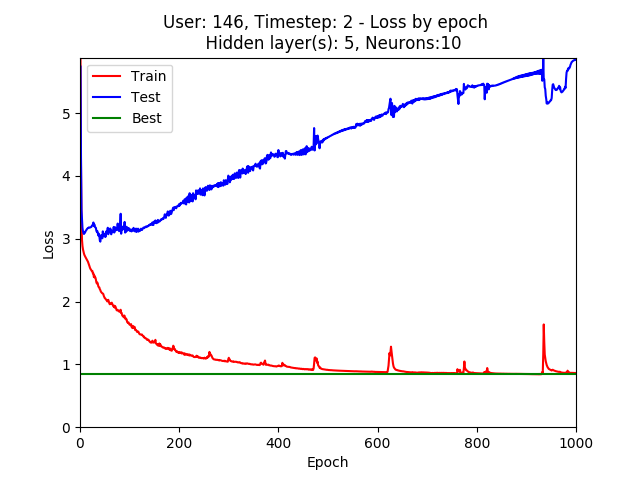 User: 146, Timestep: 2 - Loss by epoch
Hidden layer(s): 5, Neurons:10
Train
Test
Best
5
4
3
2
1
0
Loss
0 200 400 600 800 1000
Epoch